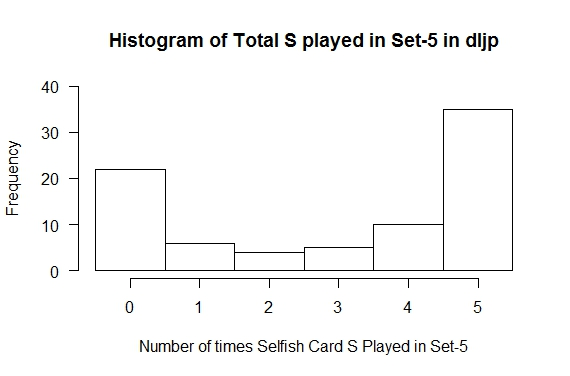 Histogram of Total S played in Set-5 in dljp
40
30
20
10
0
Frequency
0 1 2 3 4 5
Number of times Selfish Card S Played in Set-5